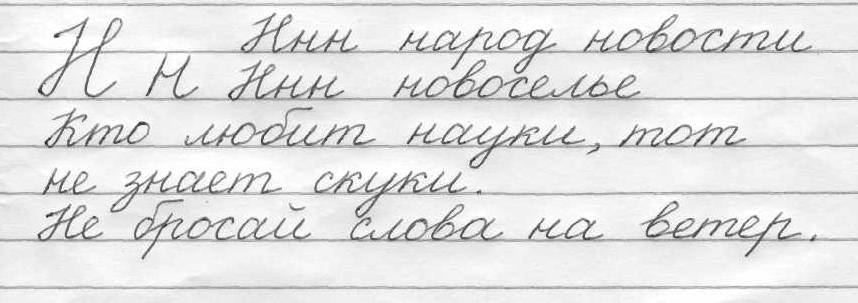 Ннн народ новости
Н н Ннн новоселье
Кто любит науки, тот
не знает скуки.
Не бросай слова на ветер.